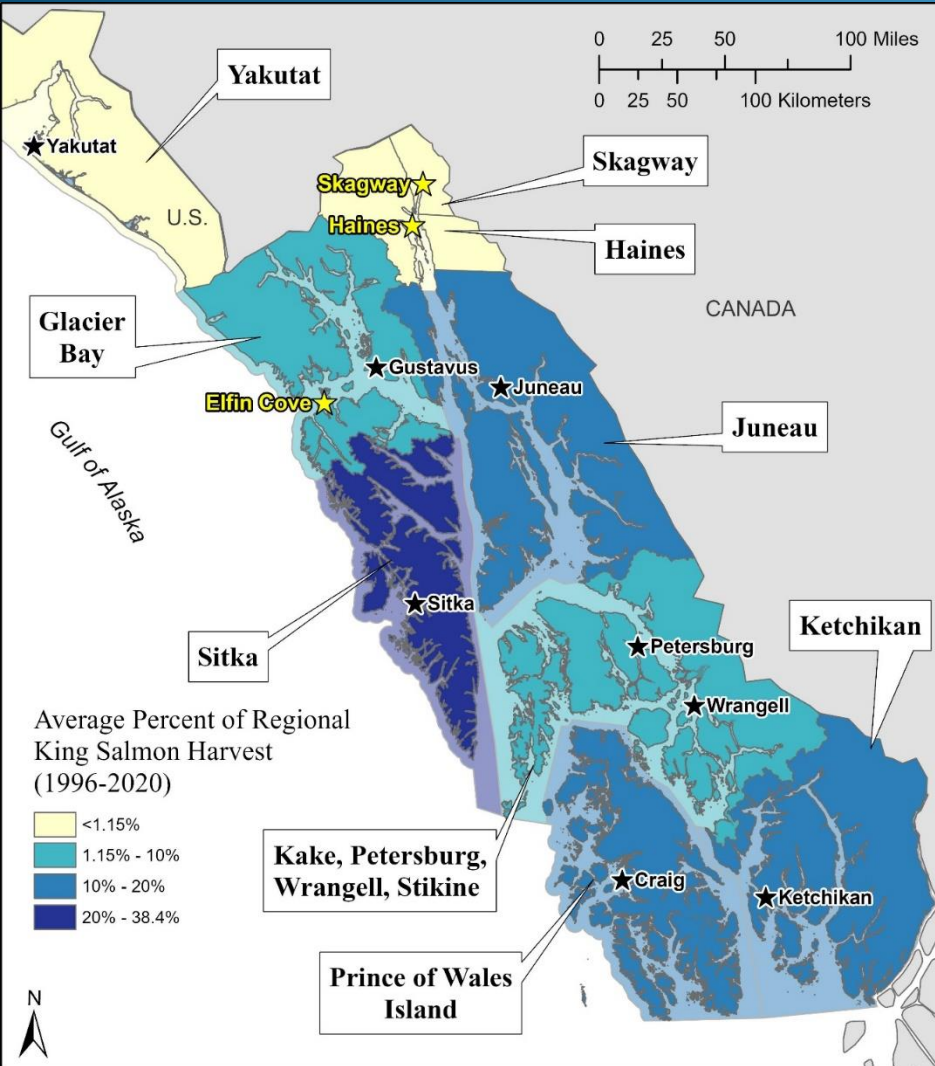 0 25 50 100 Miles
0 25 50 100 Kilometers
Yakutat
Yakutat
Skagway
Skagway
U.S.
Haines
Haines
CANADA
Glacier
Bay
Gustavus
Juneau
Elfin Cove
Juneau
Gulf of Alaska
Sitka
Ketchikan
Sitka
Petersburg
Wrangell
Average Percent of Regional
King Salmon Harvest
(1996-2020)
<1.15%
1.15% - 10%
10% - 20%
20% - 38.4%
Kake, Petersburg,
Wrangell, Stikine
Craig
Ketchikan
Prince of Wales
Island
N